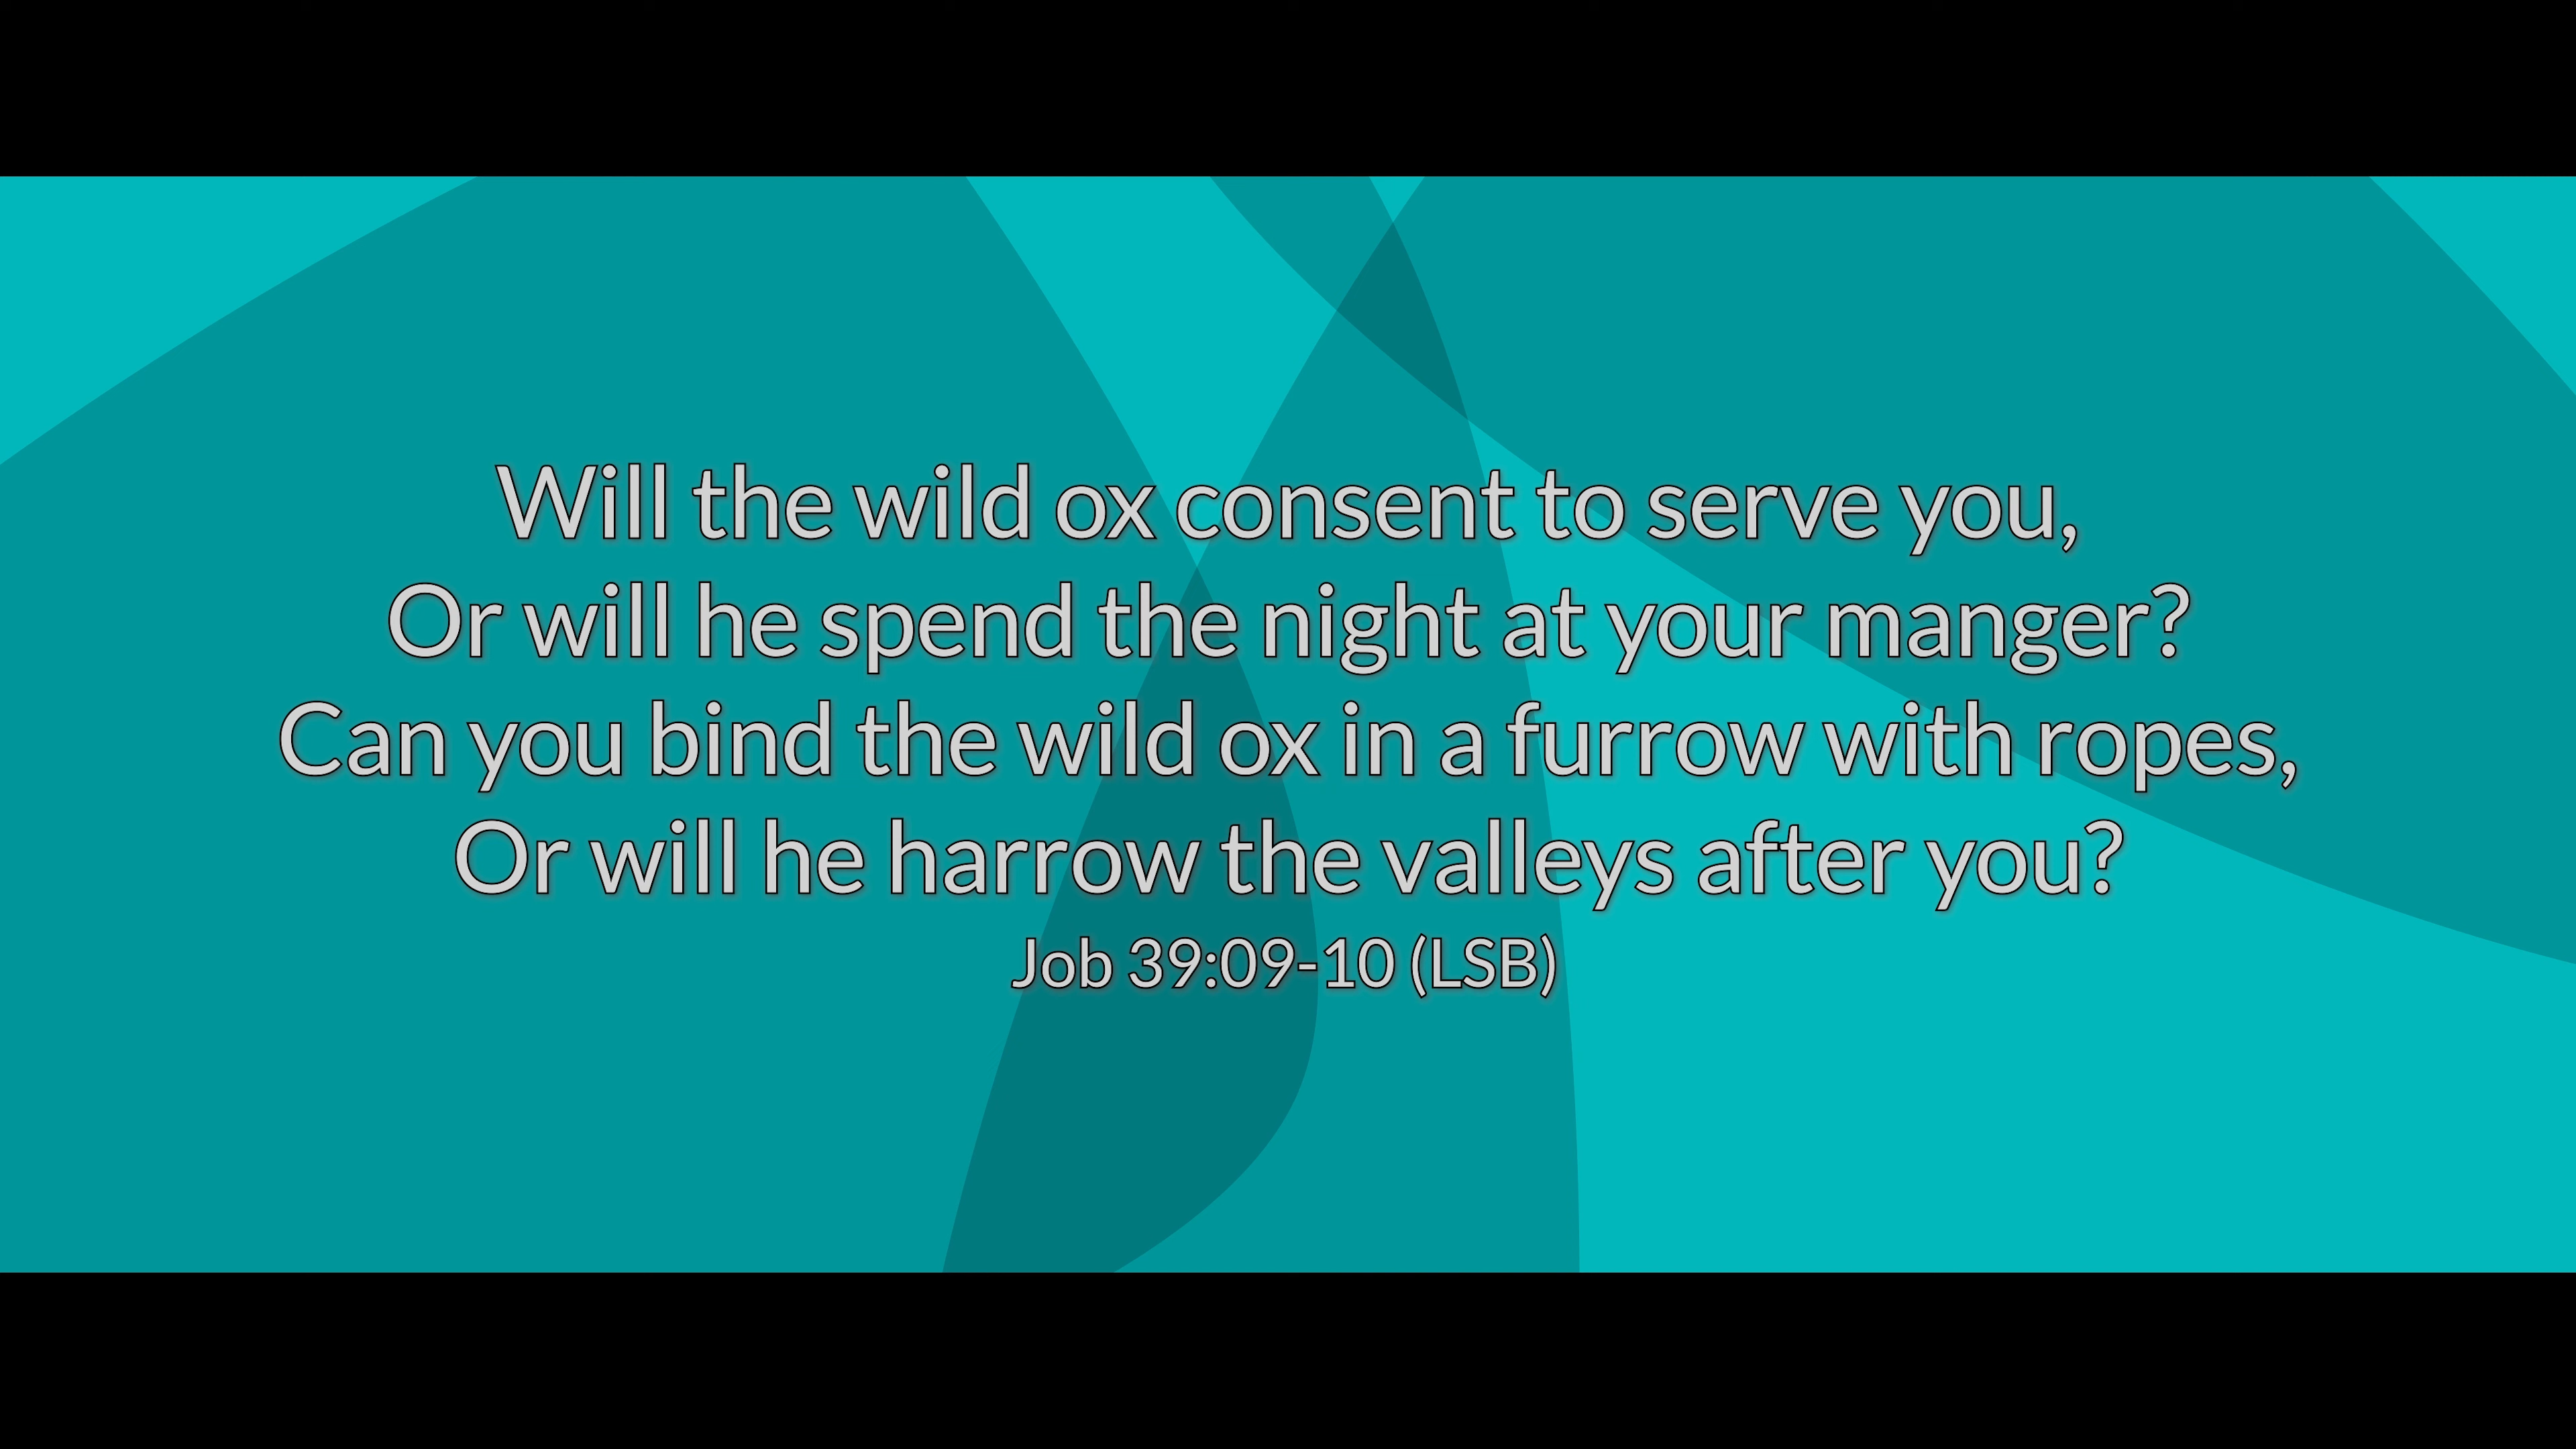 Will the wild ox consent to serve you,
Or will he spend the night at your manger?
Can you bind the wild ox in a furrow with ropes,
Or will he harrow the valleys after you?
Job 39:09-10 (LSB)